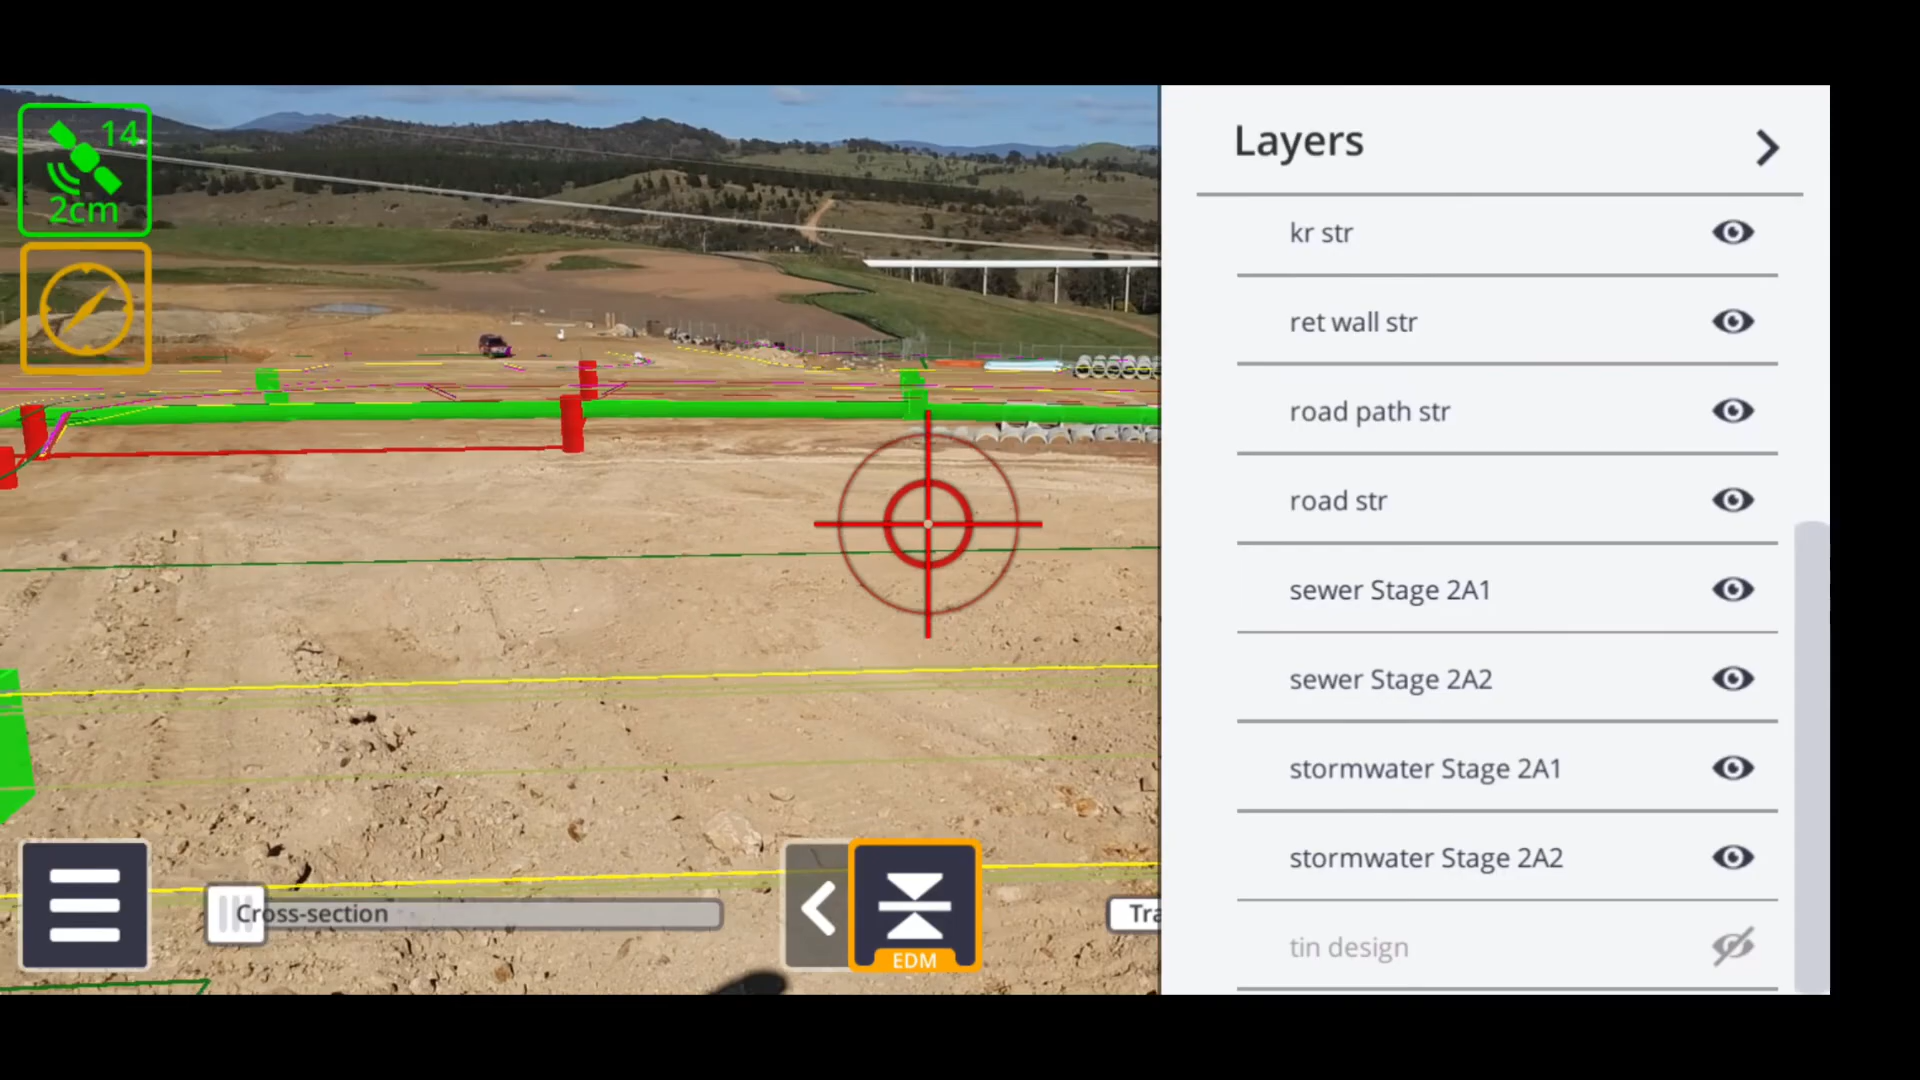 14
2cm
Layers
kr str
ret wall str
road path str
road str
sewer Stage 2A1
sewer Stage 2A2
stormwater Stage 2A1
stormwater Stage 2A2
tin design
Cross-section
EDM
Tra